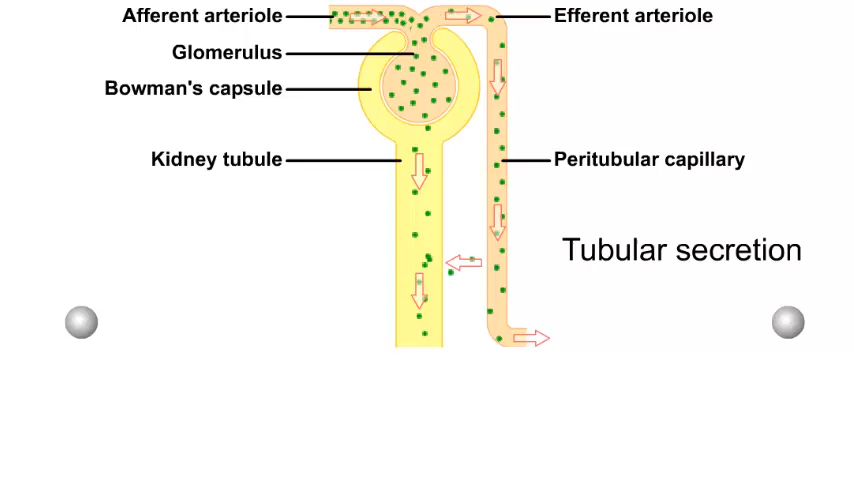 Afferent arteriole
Efferent arteriole
Glomerulus
Bowman's capsule
Kidney tubule
Peritubular capillary
Tubular secretion